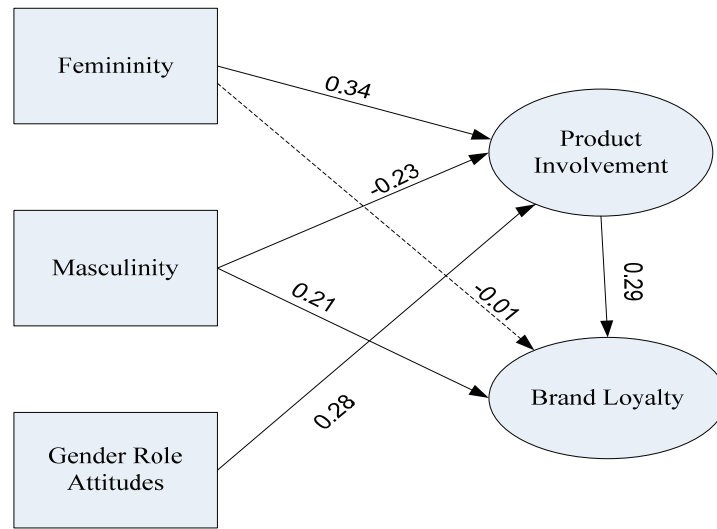 Femininity
0.34
Product
Involvement
-0.23
Masculinity
0.21
-0.01
0.29
Brand Loyalty
0.28
Gender Role
Attitudes